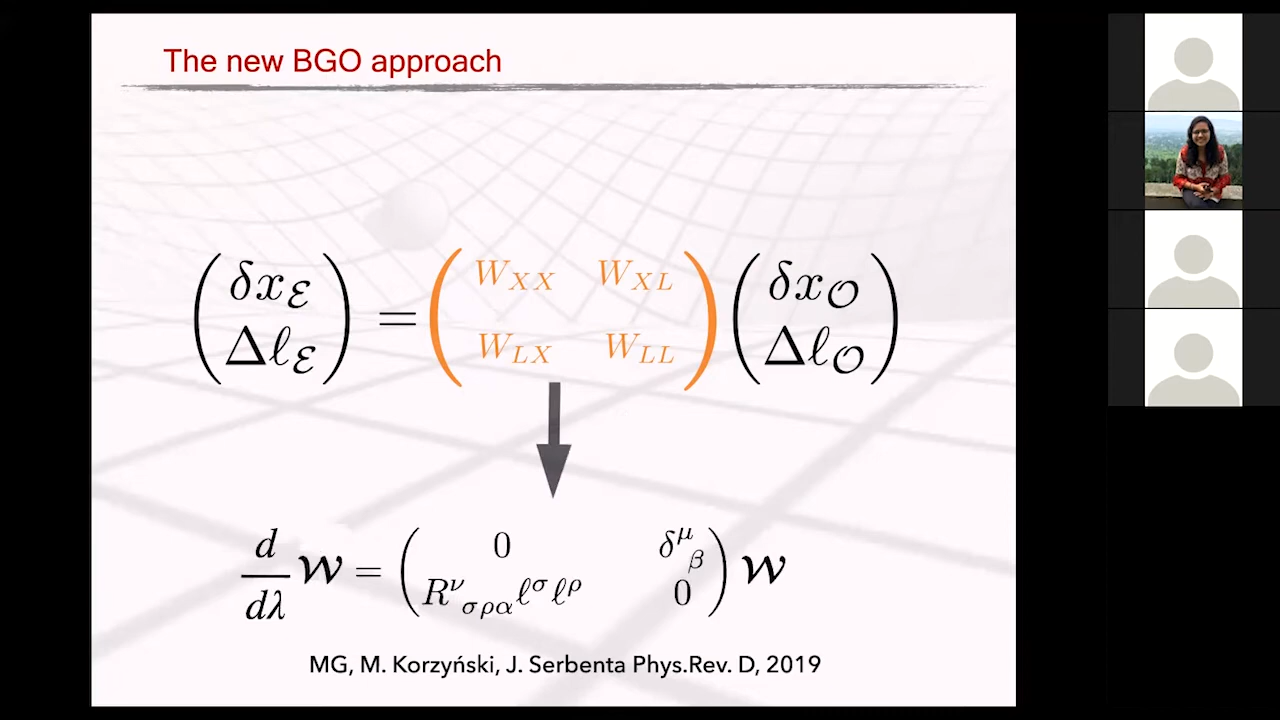 The new BGO approach
(δx_ℰ Δℓ_ℰ) = (W_XX W_XL W_LX W_LL) (δx_𝒪 Δℓ_𝒪)
d/dλ 𝒲 = (0 δ^μ_β R^ν_σρα ℓ^σ ℓ^ρ 0) 𝒲
MG, M. Korzyński, J. Serbenta Phys.Rev. D, 2019